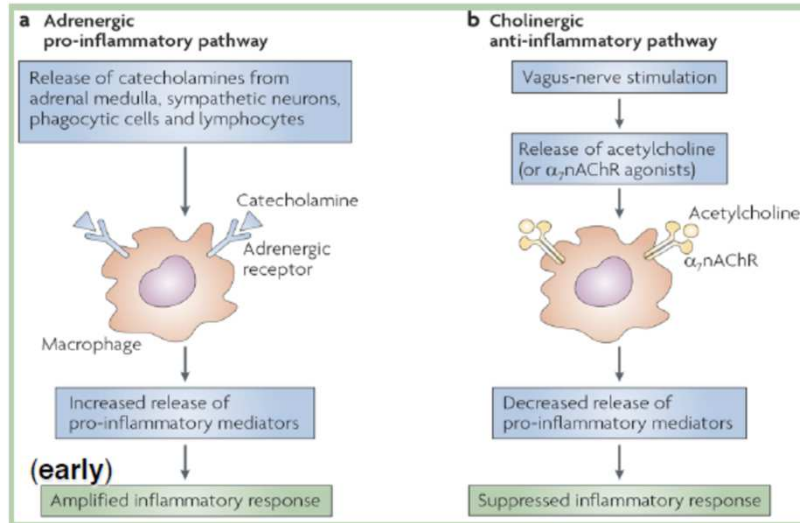 a Adrenergic
pro-inflammatory pathway
Release of catecholamines from
adrenal medulla, sympathetic neurons,
phagocytic cells and lymphocytes
Catecholamine
Adrenergic
receptor
Macrophage
Increased release of
pro-inflammatory mediators
(early)
Amplified inflammatory response
b Cholinergic
anti-inflammatory pathway
Vagus-nerve stimulation
Release of acetylcholine
(or α₇nAChR agonists)
Acetylcholine
α₇nAChR
Decreased release of
pro-inflammatory mediators
Suppressed inflammatory response